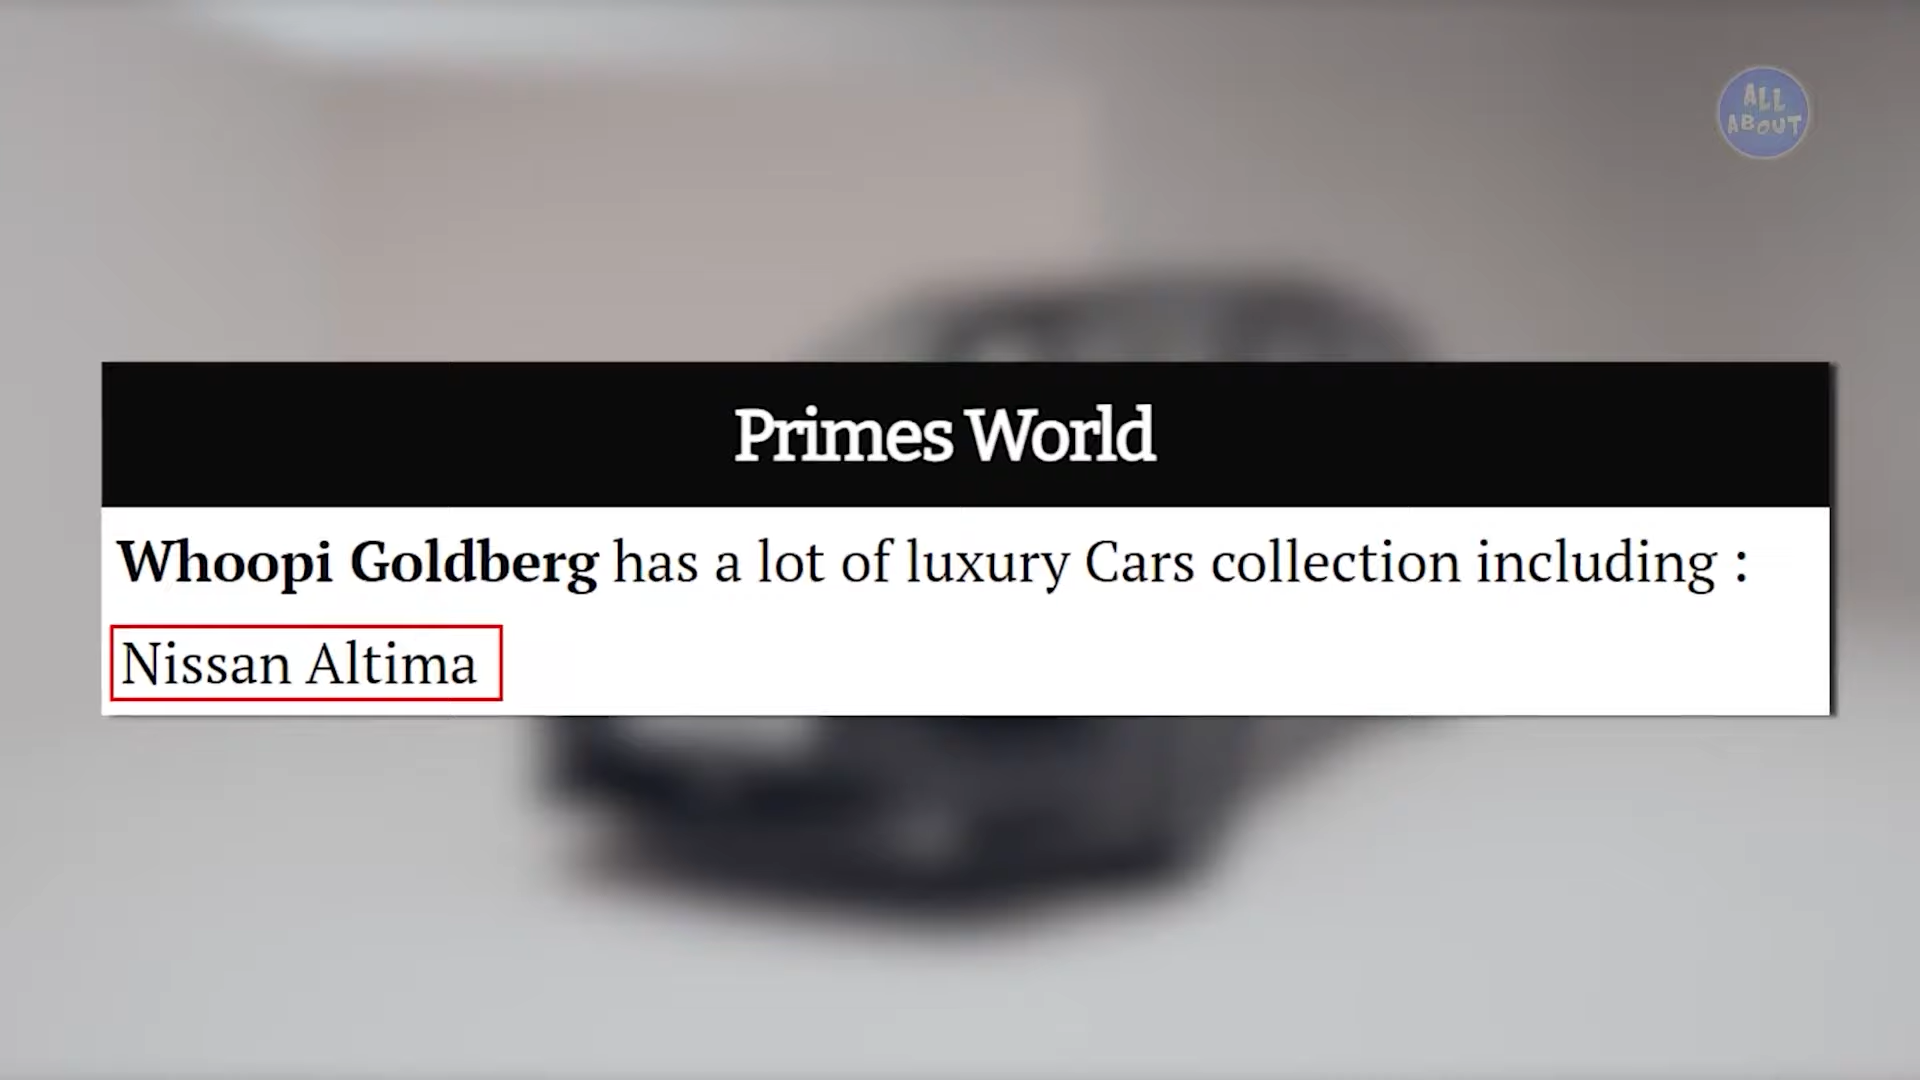 ALL
ABOUT
Primes World
Whoopi Goldberg has a lot of luxury Cars collection including :
Nissan Altima